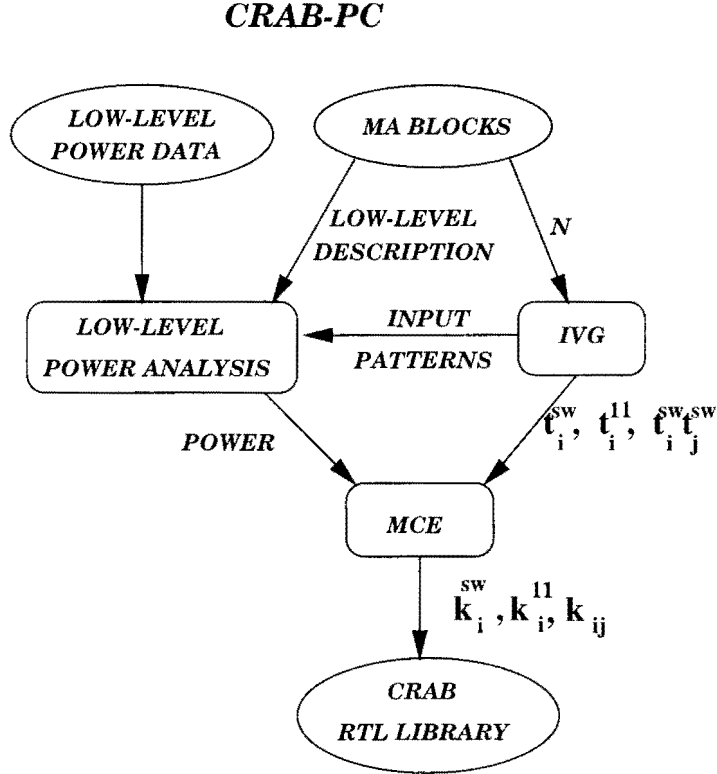 CRAB-PC
LOW-LEVEL
POWER DATA
MA BLOCKS
LOW-LEVEL
DESCRIPTION
N
LOW-LEVEL
POWER ANALYSIS
INPUT
PATTERNS
IVG
POWER
t_i^sw, t_i^11, t_i^sw t_j^sw
MCE
k_i^sw, k_i^11, k_ij
CRAB
RTL LIBRARY